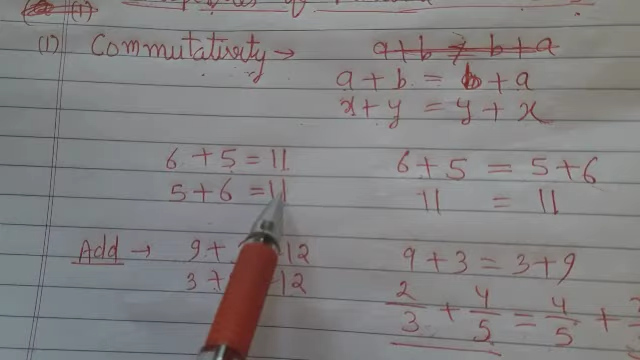 (1)
(1) Commutativity → a+b ≠ b+a
a + b = b + a
x + y = y + x
6 + 5 = 11 6 + 5 = 5 + 6
5 + 6 = 11 11 = 11
Add → 9 + 12 9 + 3 = 3 + 9
3 + 12
2/3 + 4/5 = 4/5 +